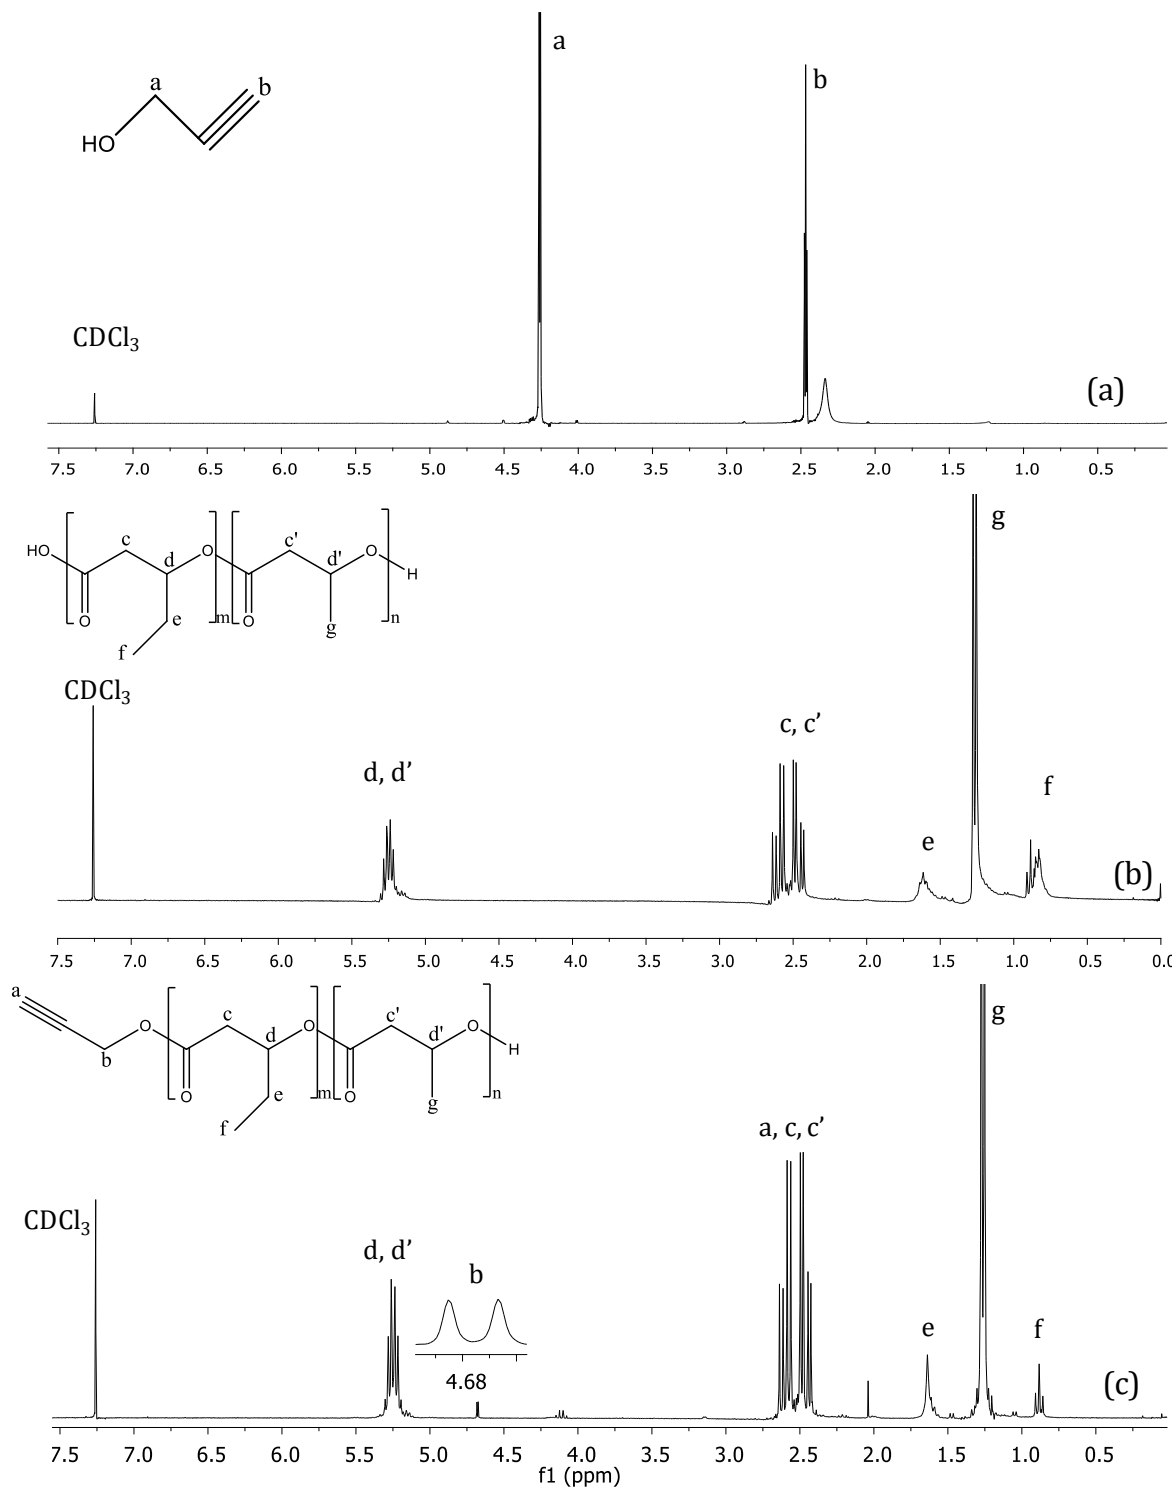 a
b
a
b
HO
CDCl₃
(a)
7.5 7.0 6.5 6.0 5.5 5.0 4.5 4.0 3.5 3.0 2.5 2.0 1.5 1.0 0.5
g
c c' O O
HO d d' H
O e m O g n
f
CDCl₃
c, c’
d, d’
f
e
(b)
7.5 7.0 6.5 6.0 5.5 5.0 4.5 4.0 3.5 3.0 2.5 2.0 1.5 1.0 0.5 0.0
a
g
O c O c' O
b d d' H
O e m O g n
f
a, c, c’
CDCl₃
d, d’
b
e
f
4.68
(c)
7.5 7.0 6.5 6.0 5.5 5.0 4.5 4.0 3.5 3.0 2.5 2.0 1.5 1.0 0.5
f1 (ppm)